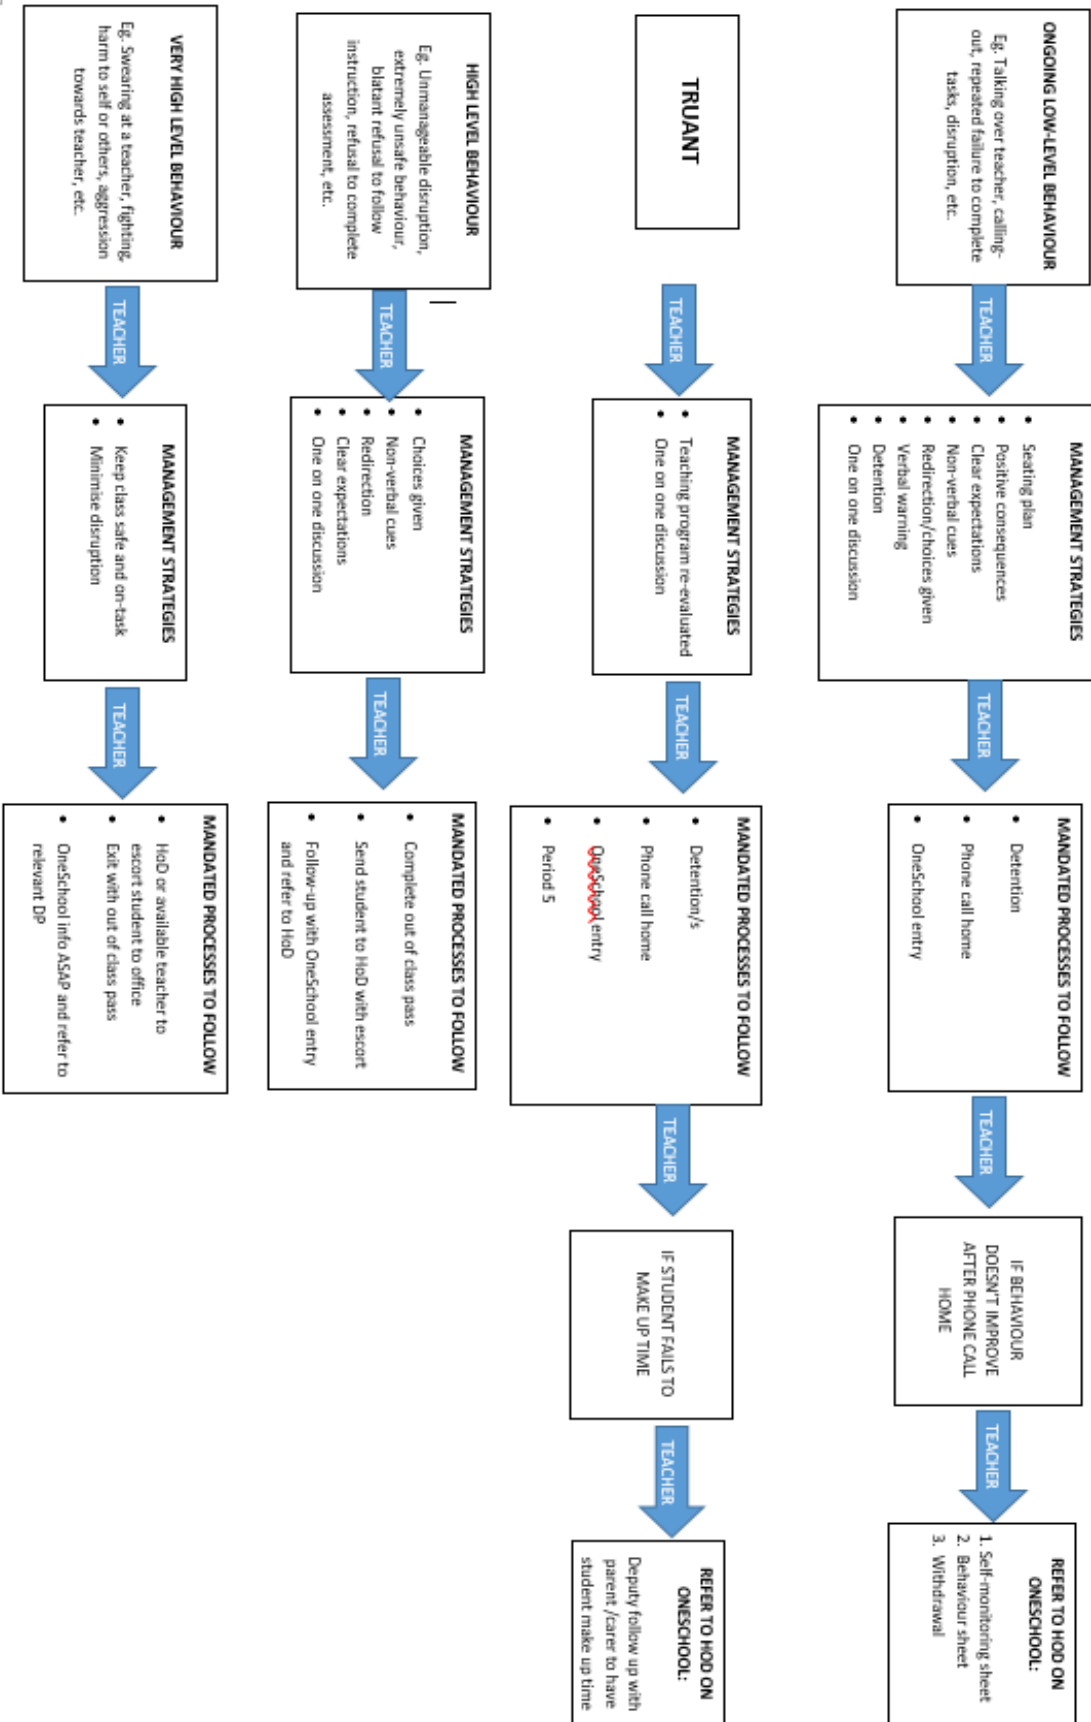 ONGOING LOW-LEVEL BEHAVIOUR
Eg. Talking over teacher, calling-
out, repeated failure to complete
tasks, disruption, etc.
TEACHER
MANAGEMENT STRATEGIES
• Seating plan
• Positive consequences
• Clear expectations
• Non-verbal cues
• Redirection/choices given
• Verbal warning
• Detention
• One on one discussion
TEACHER
MANDATED PROCESSES TO FOLLOW
• Detention
• Phone call home
• OneSchool entry
TEACHER
IF BEHAVIOUR
DOESN'T IMPROVE
AFTER PHONE CALL
HOME
TEACHER
REFER TO HOD ON
ONESCHOOL:
1. Self-monitoring sheet
2. Behaviour sheet
3. Withdrawal
TRUANT
TEACHER
MANAGEMENT STRATEGIES
• Teaching program re-evaluated
• One on one discussion
TEACHER
MANDATED PROCESSES TO FOLLOW
• Detention/s
• Phone call home
• OneSchool entry
• Period 5
TEACHER
IF STUDENT FAILS TO
MAKE UP TIME
TEACHER
REFER TO HOD ON
ONESCHOOL:
Deputy follow up with
parent /carer to have
student make up time
HIGH LEVEL BEHAVIOUR
Eg. Unmanageable disruption,
extremely unsafe behaviour,
blatant refusal to follow
instruction, refusal to complete
assessment, etc.
TEACHER
MANAGEMENT STRATEGIES
• Choices given
• Non-verbal cues
• Redirection
• Clear expectations
• One on one discussion
TEACHER
MANDATED PROCESSES TO FOLLOW
• Complete out of class pass
• Send student to HoD with escort
• Follow-up with OneSchool entry
and refer to HoD
VERY HIGH LEVEL BEHAVIOUR
Eg. Swearing at a teacher, fighting,
harm to self or others, aggression
towards teacher, etc.
TEACHER
MANAGEMENT STRATEGIES
• Keep class safe and on-task
• Minimise disruption
TEACHER
MANDATED PROCESSES TO FOLLOW
• HoD or available teacher to
escort student to office
• Exit with out of class pass
• OneSchool info ASAP and refer to
relevant DP